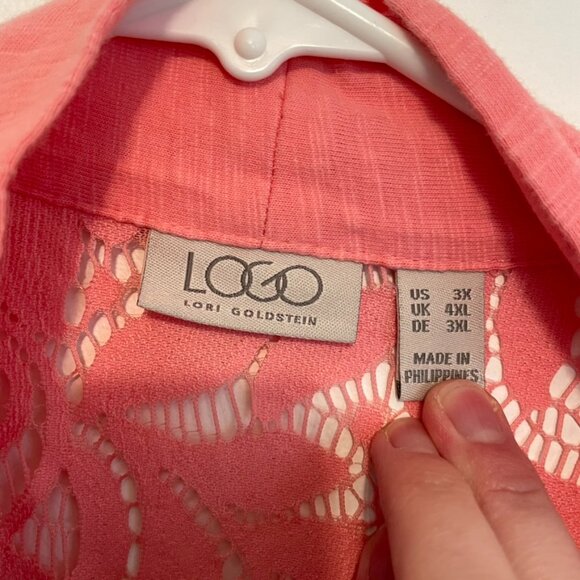 LOGO
LORI GOLDSTEIN
US 3X
UK 4XL
DE 3XL
MADE IN
PHILIPPINES